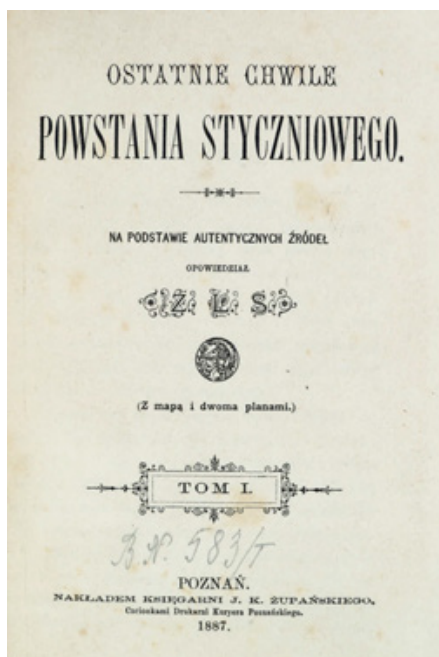 OSTATNIE CHWILE
POWSTANIA STYCZNIOWEGO.
NA PODSTAWIE AUTENTYCZNYCH ŹRÓDEŁ
OPOWIEDZIAŁ
Z. L. S.
(Z mapą i dwoma planami.)
TOM I.
B.N. 583/T
POZNAŃ.
NAKŁADEM KSIĘGARNI J. K. ŻUPAŃSKIEGO.
Czcionkami Drukarni Kuryera Poznańskiego.
1887.